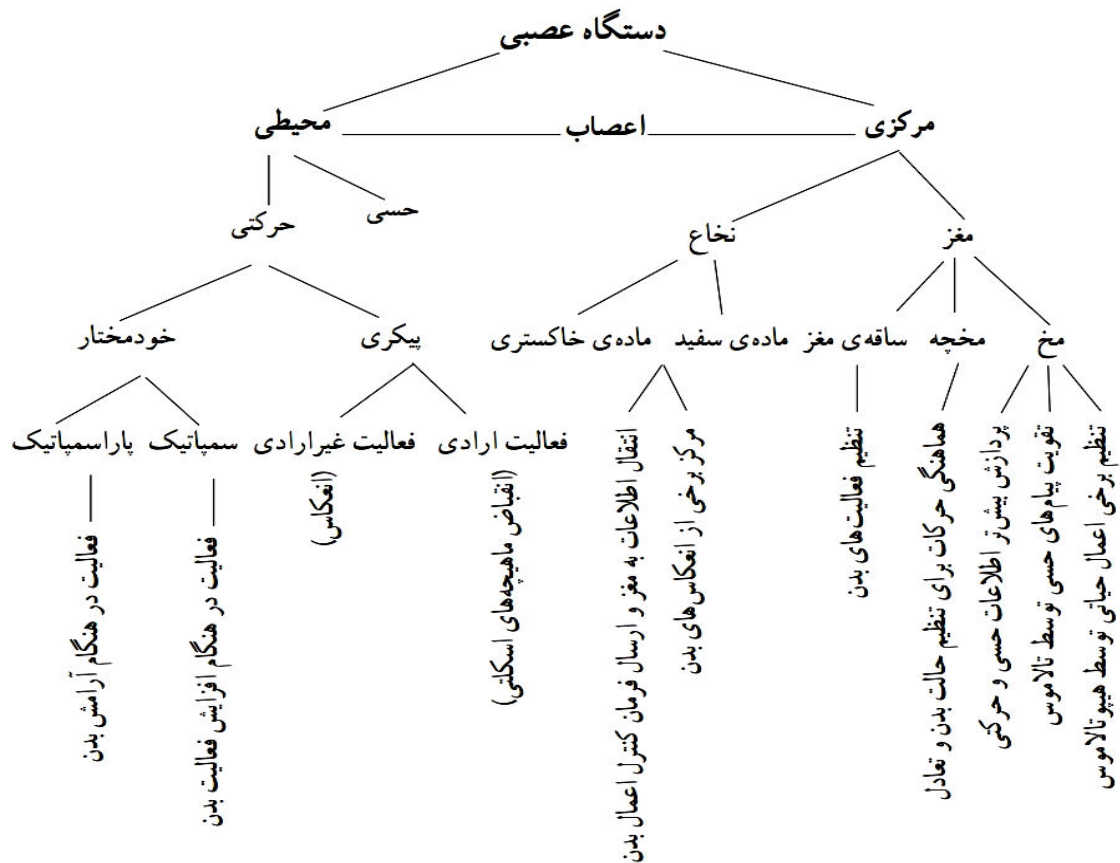 دستگاه عصبی
مرکزی
اعصاب
محیطی
مغز
نخاع
حسی
حرکتی
مخ
مخچه
ساقه‌ی مغز
ماده‌ی سفید
ماده‌ی خاکستری
پیکری
خودمختار
فعالیت ارادی
(انقباض ماهیچه‌های اسکلتی)
فعالیت غیرارادی
(انعکاس)
سمپاتیک
پاراسمپاتیک
تنظیم برخی اعمال حیاتی توسط هیپوتالاموس
تقویت پیام‌های حسی توسط تالاموس
پردازش بیش‌تر اطلاعات حسی و حرکتی
هماهنگی حرکات برای تنظیم حالت بدن و تعادل
تنظیم فعالیت‌های بدن
مرکز برخی از انعکاس‌های بدن
انتقال اطلاعات به مغز و ارسال فرمان کنترل اعمال بدن
فعالیت در هنگام افزایش فعالیت بدن
فعالیت در هنگام آرامش بدن